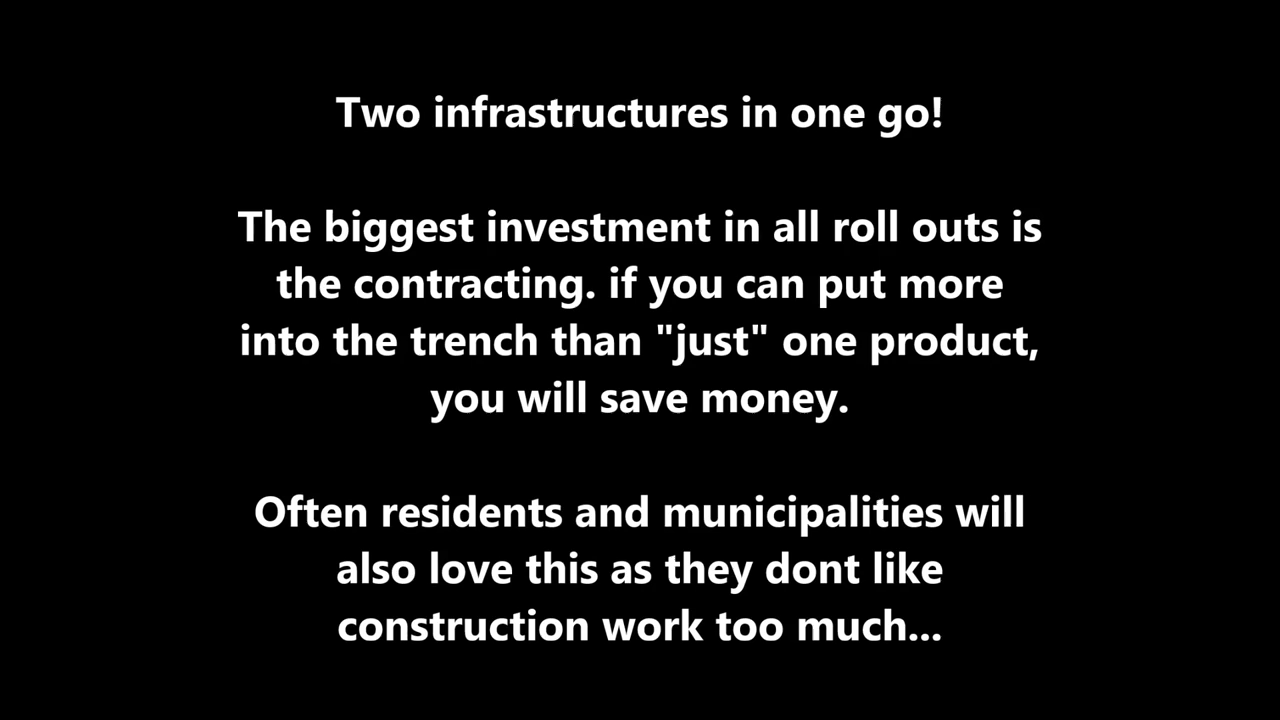 Two infrastructures in one go!
The biggest investment in all roll outs is
the contracting. if you can put more
into the trench than "just" one product,
you will save money.
Often residents and municipalities will
also love this as they dont like
construction work too much...